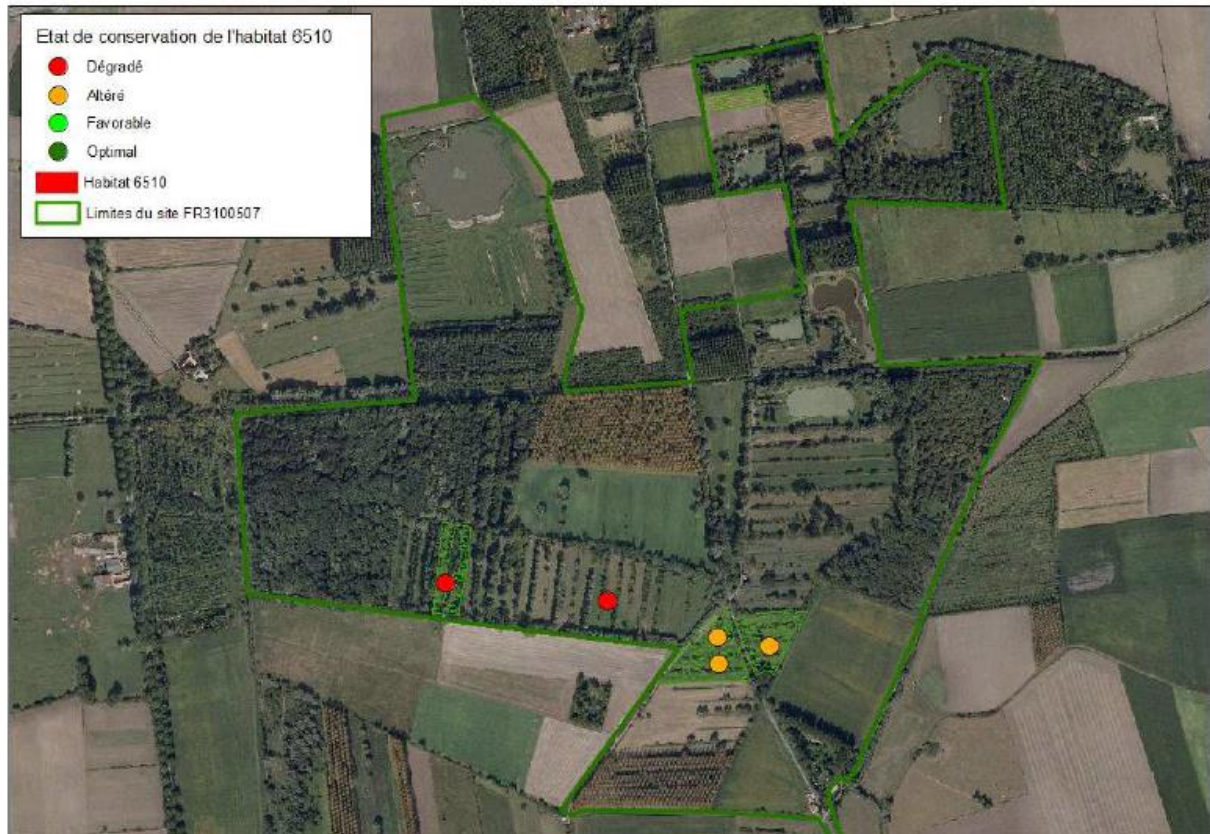 Etat de conservation de l'habitat 6510
Dégradé
Altéré
Favorable
Optimal
Habitat 6510
Limites du site FR3100507